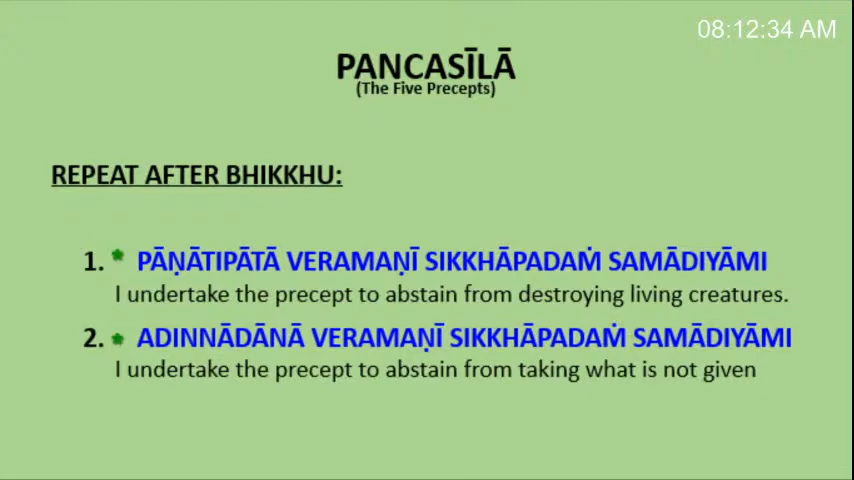 08:12:34 AM
PANCASĪLĀ
(The Five Precepts)
REPEAT AFTER BHIKKHU:
1. * PĀṆĀTIPĀTĀ VERAMAṆĪ SIKKHĀPADAṀ SAMĀDIYĀMI
I undertake the precept to abstain from destroying living creatures.
2. * ADINNĀDĀNĀ VERAMAṆĪ SIKKHĀPADAṀ SAMĀDIYĀMI
I undertake the precept to abstain from taking what is not given